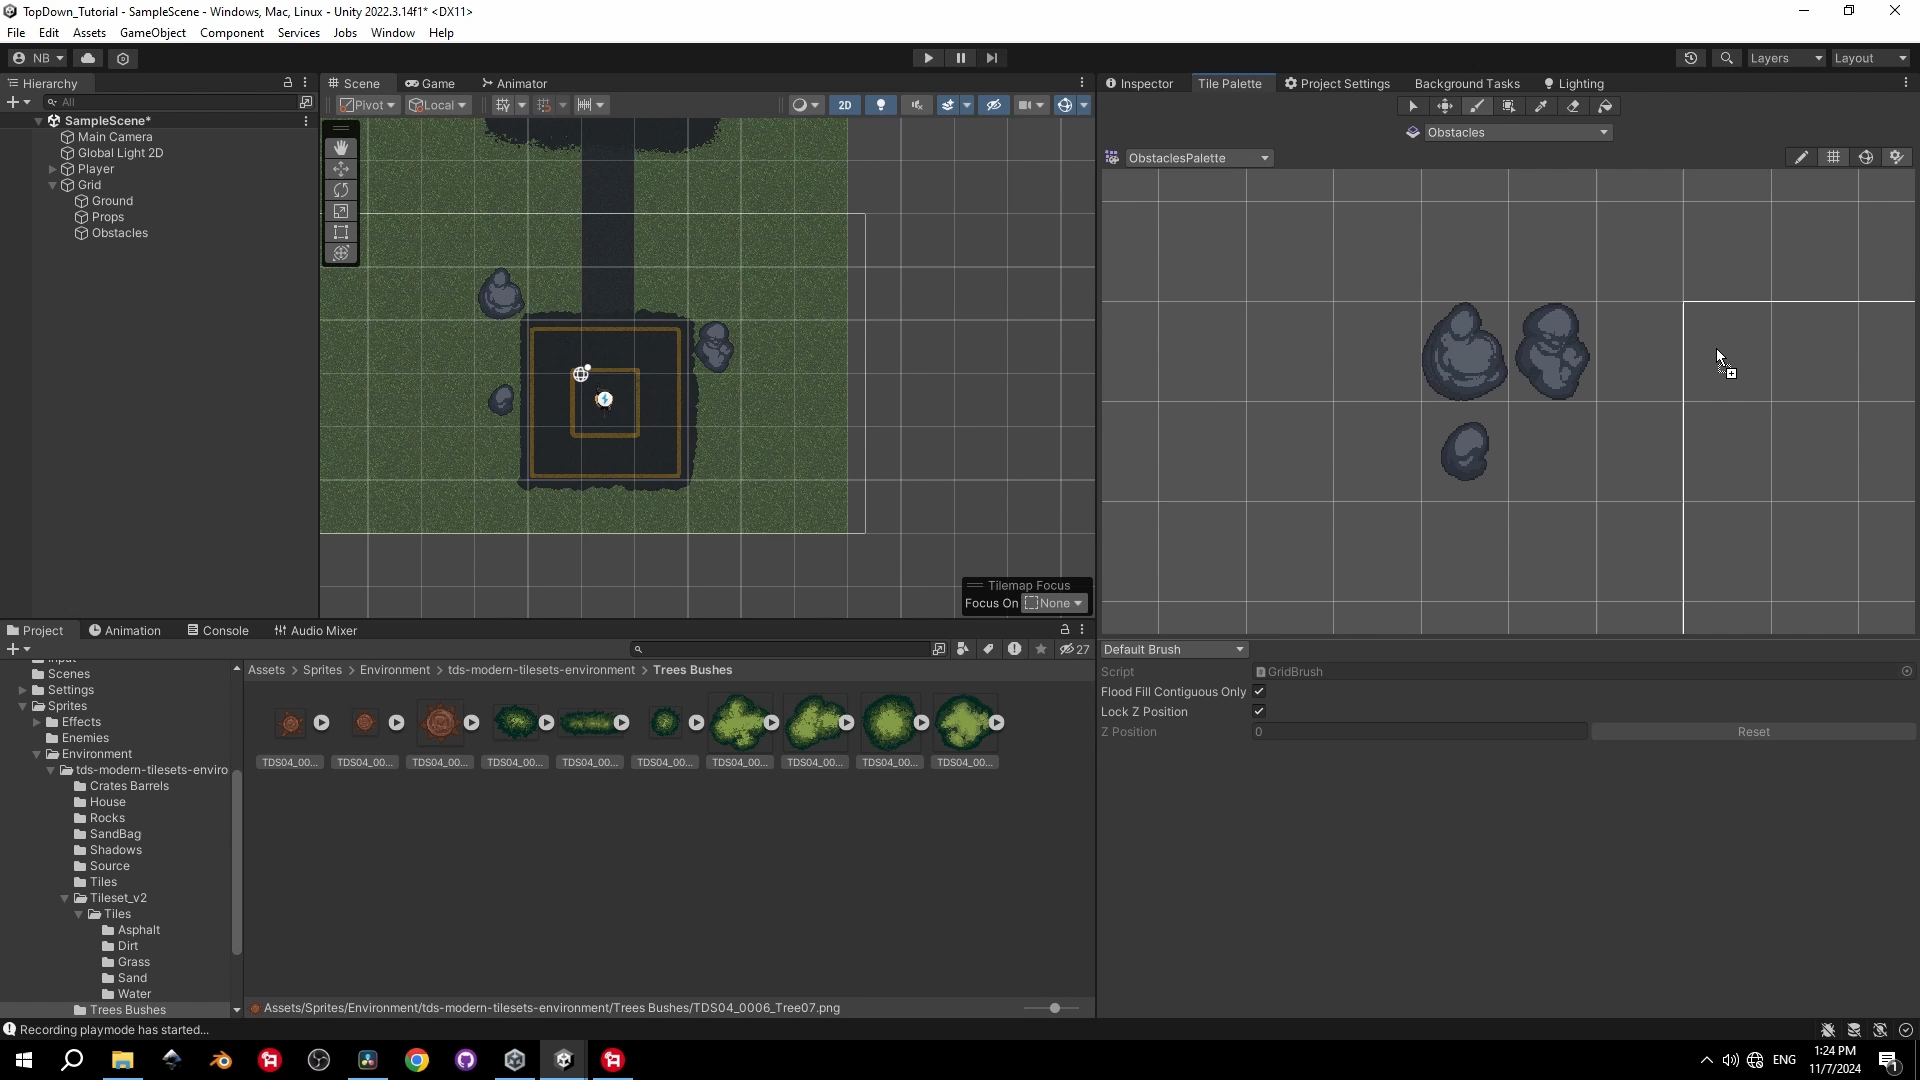 TopDown_Tutorial - SampleScene - Windows, Mac, Linux - Unity 2022.3.14f1* <DX11>
File Edit Assets GameObject Component Services Jobs Window Help
NB Layers Layout
Hierarchy
All
SampleScene*
Main Camera
Global Light 2D
Player
Grid
Ground
Props
Obstacles
Scene Game Animator
Pivot Local 2D
Tilemap Focus
Focus On None
Inspector Tile Palette Project Settings Background Tasks Lighting
Obstacles
ObstaclesPalette
Default Brush
Script GridBrush
Flood Fill Contiguous Only
Lock Z Position
Z Position 0 Reset
Project Animation Console Audio Mixer
27
Scenes
Settings
Sprites
Effects
Enemies
Environment
tds-modern-tilesets-enviro
Crates Barrels
House
Rocks
SandBag
Shadows
Source
Tiles
Tileset_v2
Tiles
Asphalt
Dirt
Grass
Sand
Water
Trees Bushes
Assets > Sprites > Environment > tds-modern-tilesets-environment > Trees Bushes
TDS04_00... TDS04_00... TDS04_00... TDS04_00... TDS04_00... TDS04_00... TDS04_00... TDS04_00... TDS04_00... TDS04_00...
Assets/Sprites/Environment/tds-modern-tilesets-environment/Trees Bushes/TDS04_0006_Tree07.png
Recording playmode has started...
ENG
1:24 PM
11/7/2024
1